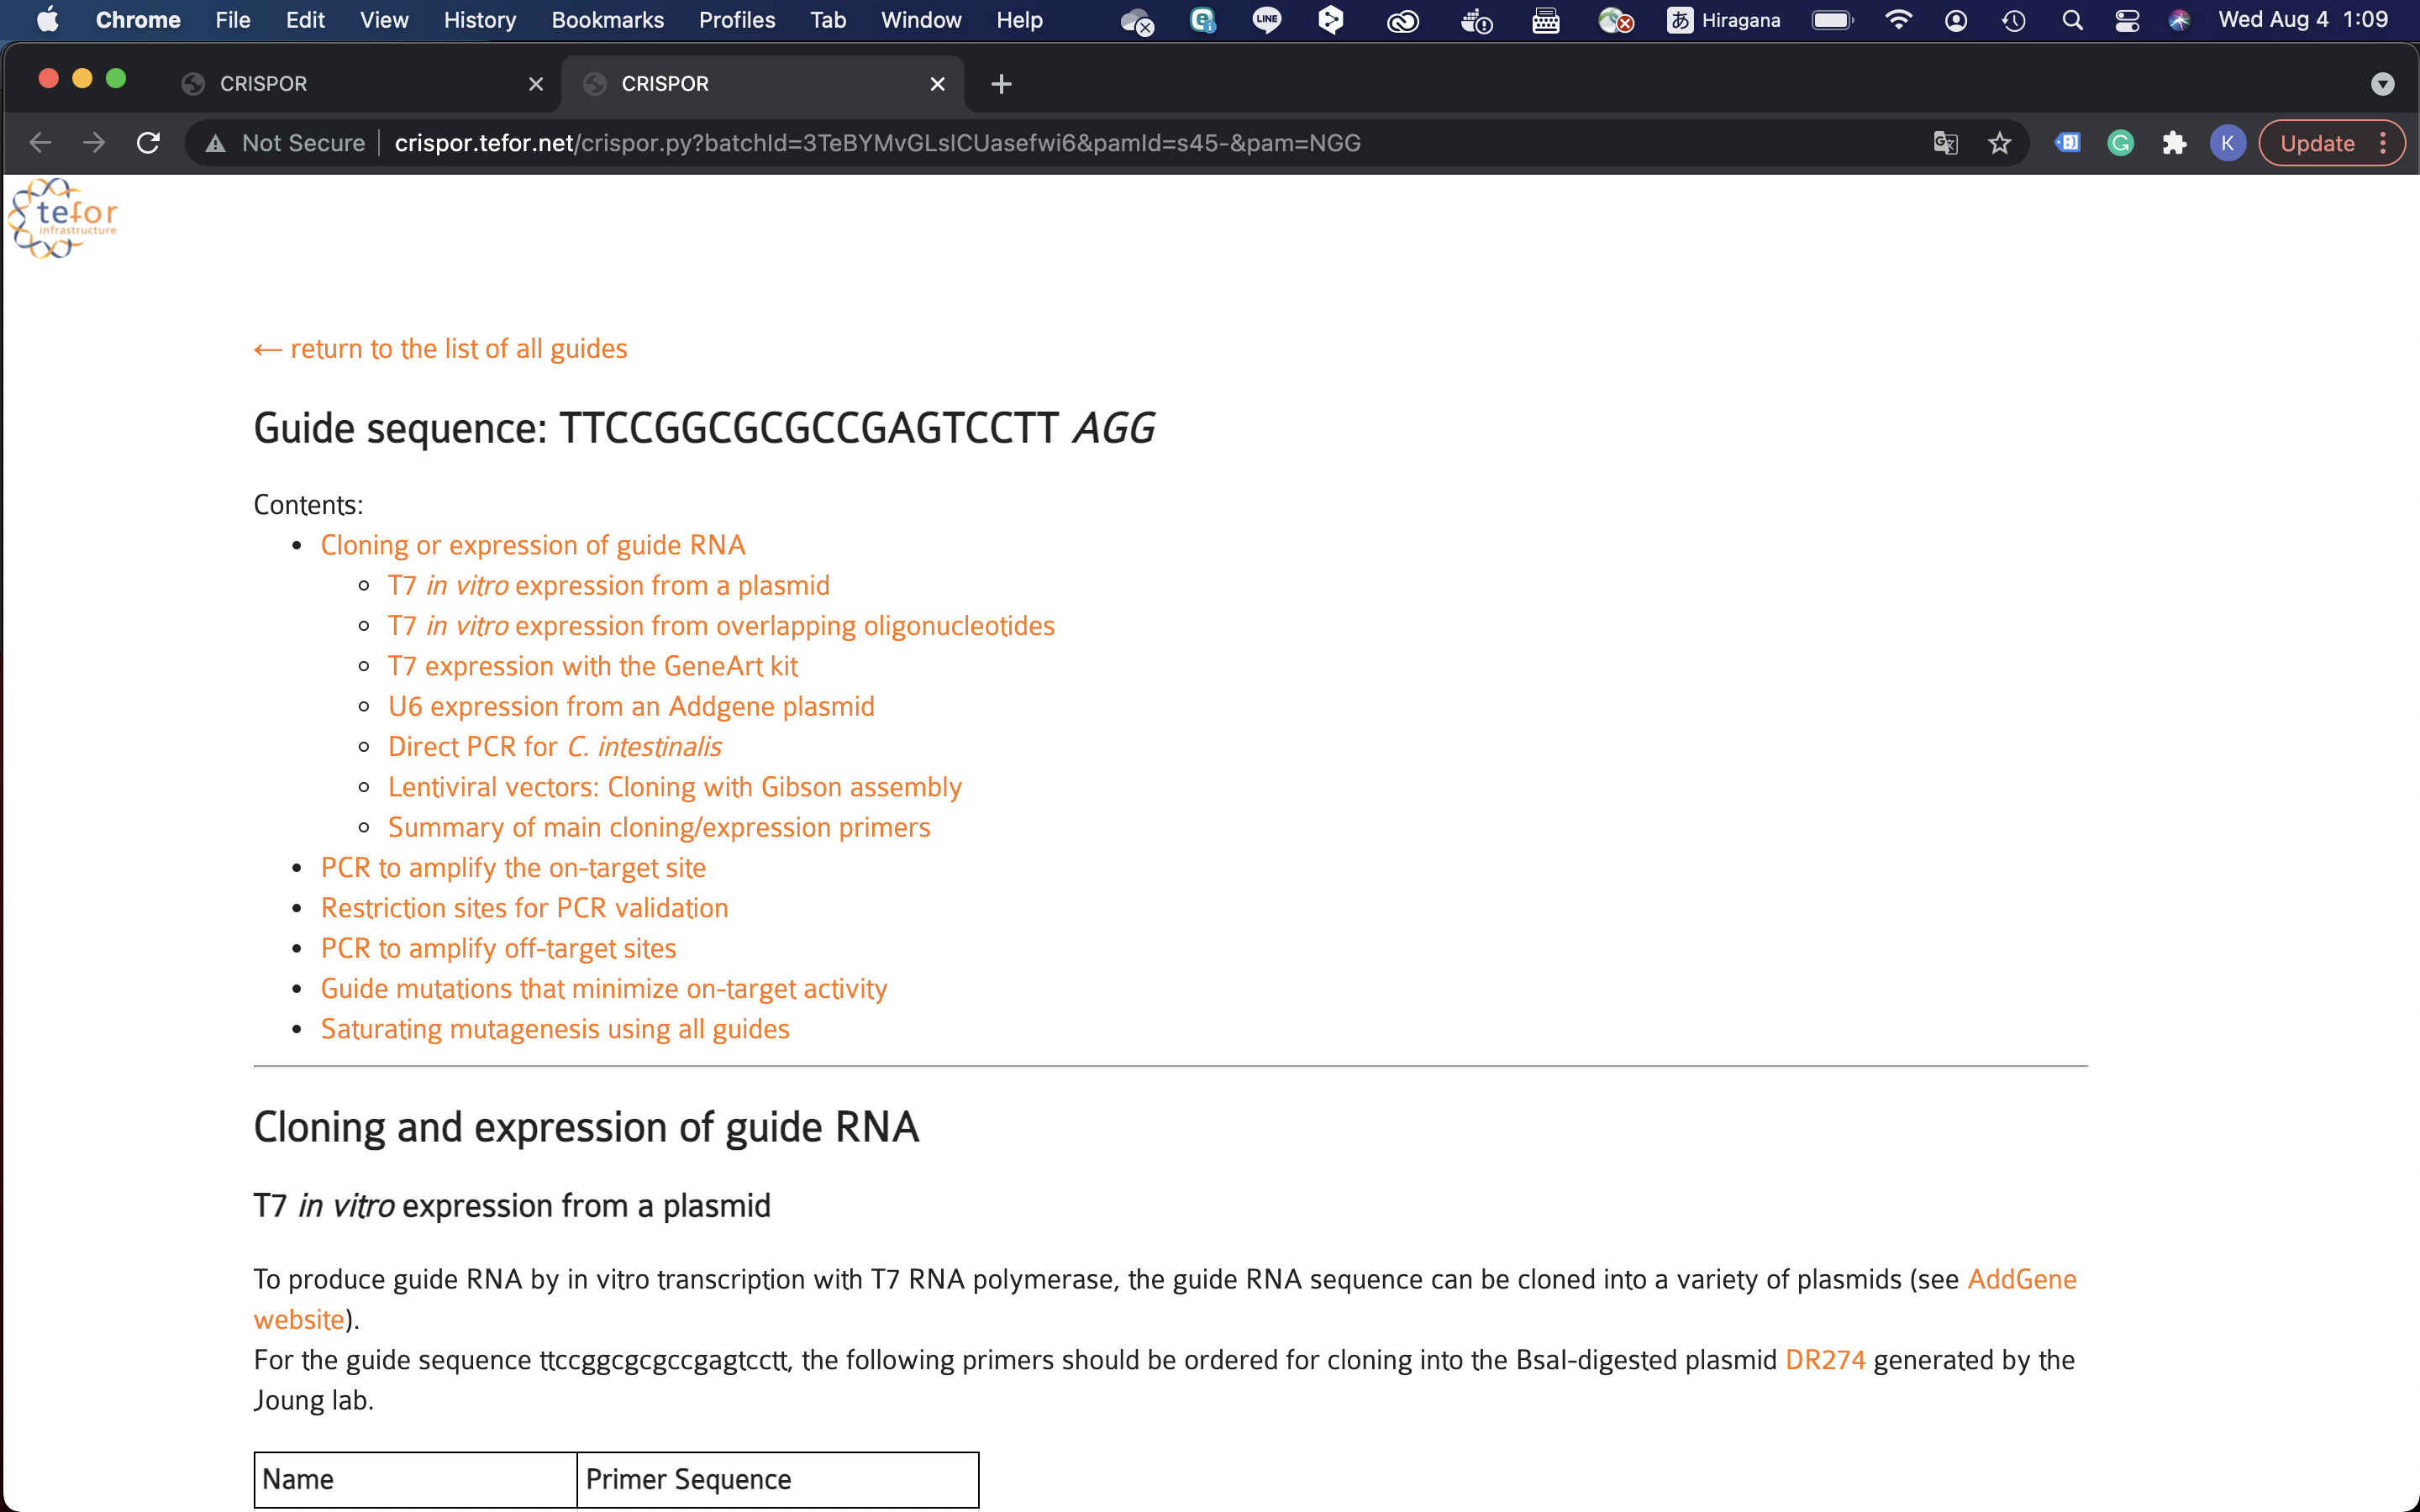 Chrome File Edit View History Bookmarks Profiles Tab Window Help LINE あ Hiragana Wed Aug 4 1:09
CRISPOR CRISPOR
Not Secure crispor.tefor.net/crispor.py?batchId=3TeBYMvGLsICUasefwi6&pamId=s45-&pam=NGG K Update
tefor
infrastructure
← return to the list of all guides
Guide sequence: TTCCGGCGCGCCGAGTCCTT AGG
Contents:
• Cloning or expression of guide RNA
◦ T7 in vitro expression from a plasmid
◦ T7 in vitro expression from overlapping oligonucleotides
◦ T7 expression with the GeneArt kit
◦ U6 expression from an Addgene plasmid
◦ Direct PCR for C. intestinalis
◦ Lentiviral vectors: Cloning with Gibson assembly
◦ Summary of main cloning/expression primers
• PCR to amplify the on-target site
• Restriction sites for PCR validation
• PCR to amplify off-target sites
• Guide mutations that minimize on-target activity
• Saturating mutagenesis using all guides
Cloning and expression of guide RNA
T7 in vitro expression from a plasmid
To produce guide RNA by in vitro transcription with T7 RNA polymerase, the guide RNA sequence can be cloned into a variety of plasmids (see AddGene
website).
For the guide sequence ttccggcgcgccgagtcctt, the following primers should be ordered for cloning into the BsaI-digested plasmid DR274 generated by the
Joung lab.
Name Primer Sequence